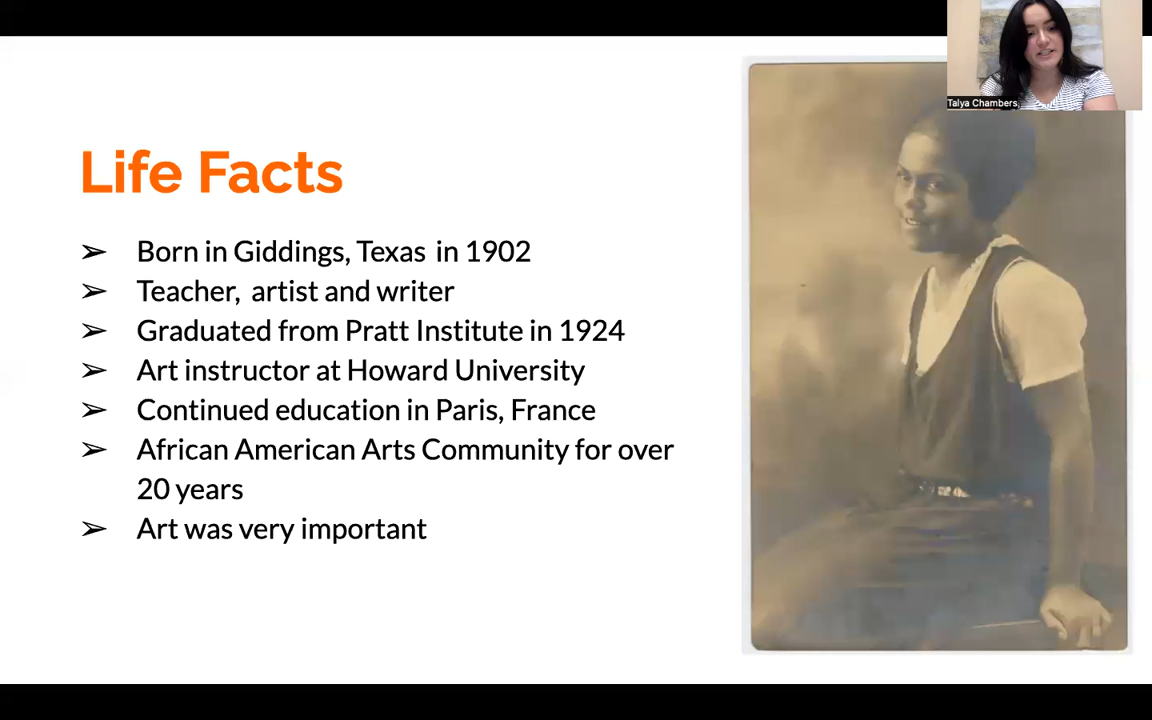 Talya Chambers
Life Facts
➢ Born in Giddings, Texas in 1902
➢ Teacher, artist and writer
➢ Graduated from Pratt Institute in 1924
➢ Art instructor at Howard University
➢ Continued education in Paris, France
➢ African American Arts Community for over
20 years
➢ Art was very important